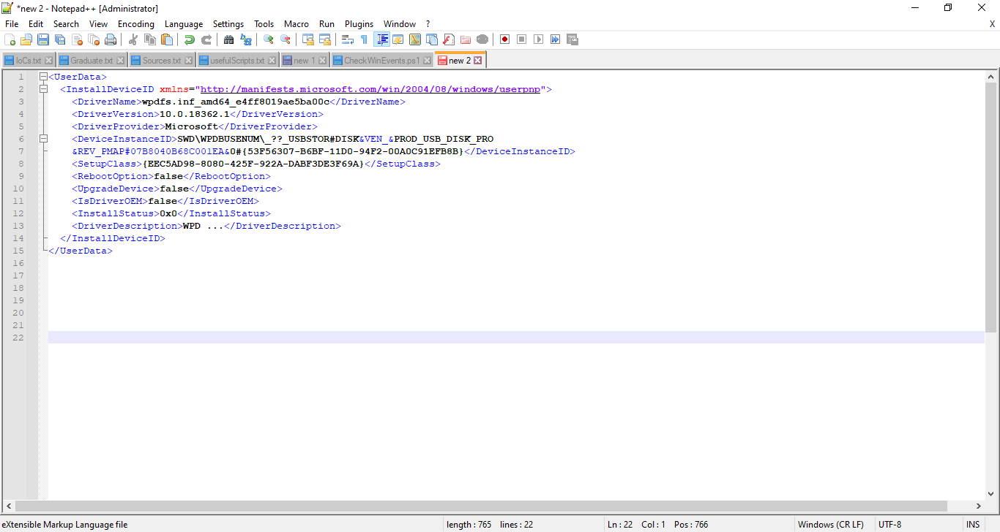 *new 2 - Notepad++ [Administrator]
File Edit Search View Encoding Language Settings Tools Macro Run Plugins Window ? X
IoCs.txt Graduate.txt Sources.txt usefulScripts.txt new 1 CheckWinEvents.ps1 new 2
1 <UserData>
2 <InstallDeviceID xmlns="http://manifests.microsoft.com/win/2004/08/windows/userpnp">
3 <DriverName>wpdfs.inf_amd64_e4ff8019ae5ba00c</DriverName>
4 <DriverVersion>10.0.18362.1</DriverVersion>
5 <DriverProvider>Microsoft</DriverProvider>
6 <DeviceInstanceID>SWD\WPDBUSENUM\_??_USBSTOR#DISK&VEN_&PROD_USB_DISK_PRO
7 &REV_PMAP#07B8040B68C001EA&0#{53F56307-B6BF-11D0-94F2-00A0C91EFB8B}</DeviceInstanceID>
8 <SetupClass>{EEC5AD98-8080-425F-922A-DABF3DE3F69A}</SetupClass>
9 <RebootOption>false</RebootOption>
10 <UpgradeDevice>false</UpgradeDevice>
11 <IsDriverOEM>false</IsDriverOEM>
12 <InstallStatus>0x0</InstallStatus>
13 <DriverDescription>WPD ...</DriverDescription>
14 </InstallDeviceID>
15 </UserData>
16
17
18
19
20
21
22
eXtensible Markup Language file length : 765 lines : 22 Ln : 22 Col : 1 Pos : 766 Windows (CR LF) UTF-8 INS